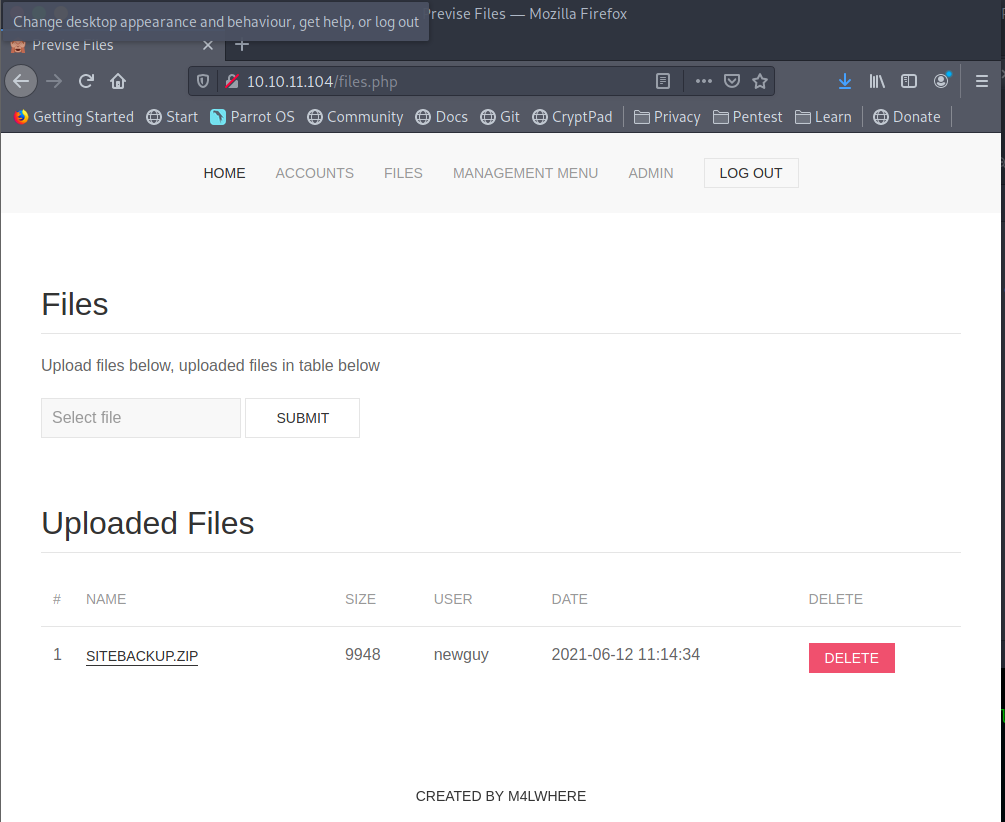 Change desktop appearance and behaviour, get help, or log out
Previse Files — Mozilla Firefox
Previse Files
10.10.11.104/files.php
Getting Started Start Parrot OS Community Docs Git CryptPad Privacy Pentest Learn Donate
HOME ACCOUNTS FILES MANAGEMENT MENU ADMIN LOG OUT
Files
Upload files below, uploaded files in table below
Select file SUBMIT
Uploaded Files
# NAME SIZE USER DATE DELETE
1 SITEBACKUP.ZIP 9948 newguy 2021-06-12 11:14:34 DELETE
CREATED BY M4LWHERE